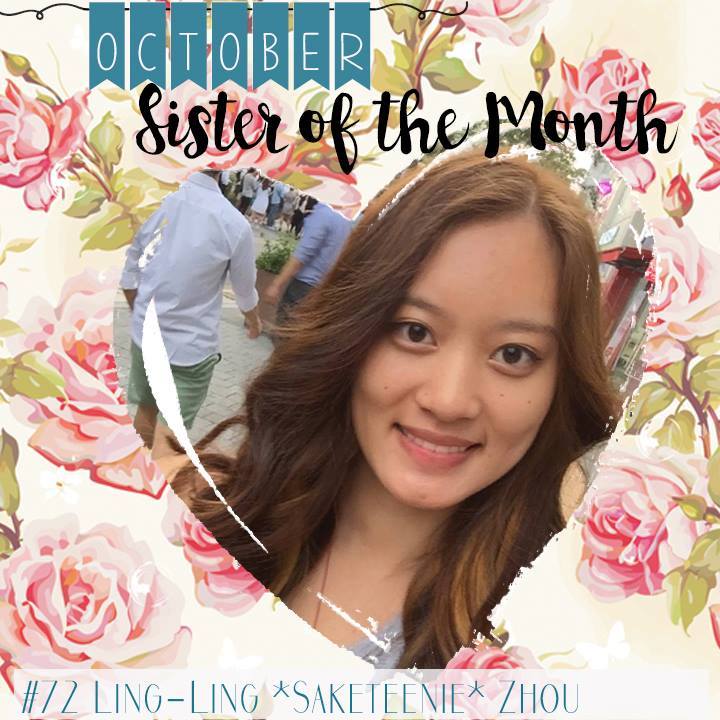 OCTOBER
Sister of the Month
#72 LING-LING *SAKETEENIE* ZHOU